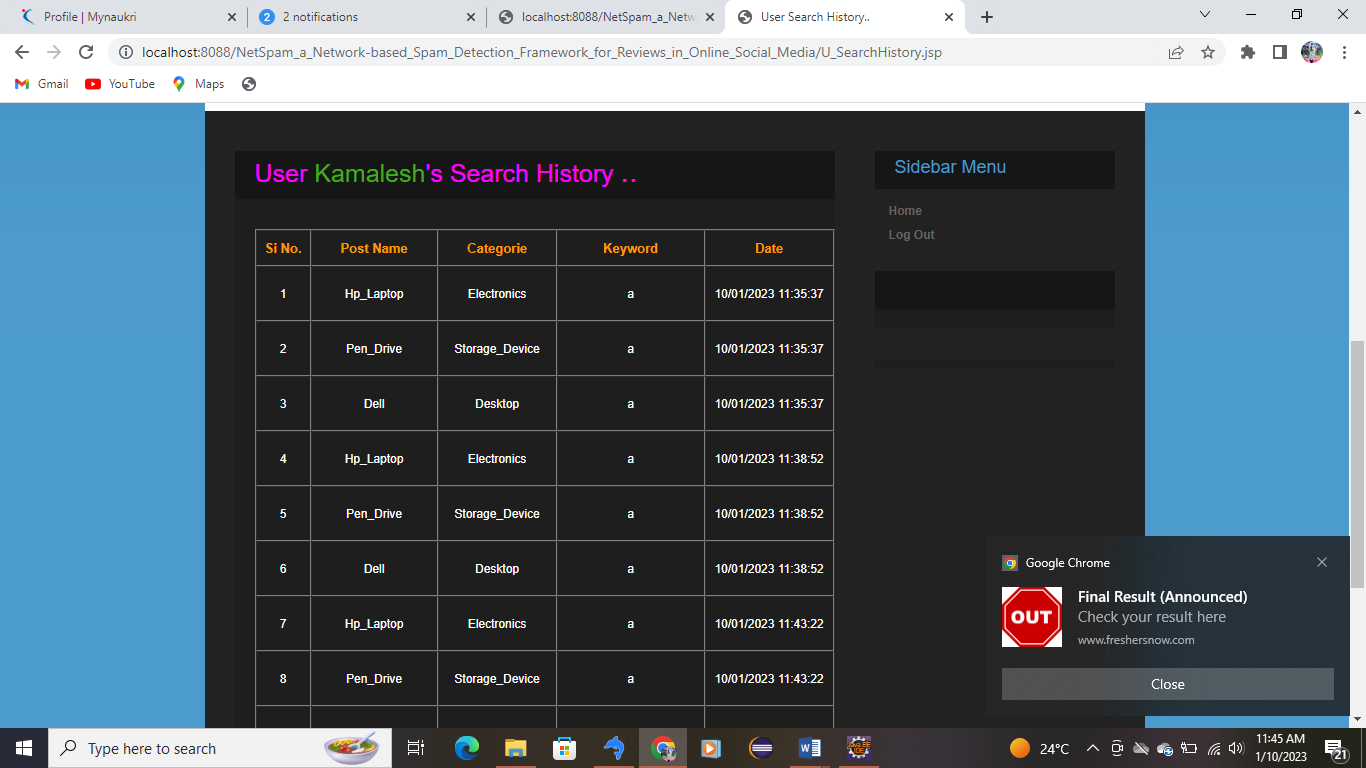 Profile | Mynaukri
2 2 notifications
localhost:8088/NetSpam_a_Netw
User Search History..
localhost:8088/NetSpam_a_Network-based_Spam_Detection_Framework_for_Reviews_in_Online_Social_Media/U_SearchHistory.jsp
Gmail YouTube Maps
User Kamalesh's Search History ..
Sidebar Menu
Home
Log Out
Si No. Post Name Categorie Keyword Date
1 Hp_Laptop Electronics a 10/01/2023 11:35:37
2 Pen_Drive Storage_Device a 10/01/2023 11:35:37
3 Dell Desktop a 10/01/2023 11:35:37
4 Hp_Laptop Electronics a 10/01/2023 11:38:52
5 Pen_Drive Storage_Device a 10/01/2023 11:38:52
6 Dell Desktop a 10/01/2023 11:38:52
7 Hp_Laptop Electronics a 10/01/2023 11:43:22
8 Pen_Drive Storage_Device a 10/01/2023 11:43:22
Google Chrome
OUT
Final Result (Announced)
Check your result here
www.freshersnow.com
Close
Type here to search
24°C
11:45 AM
1/10/2023
21